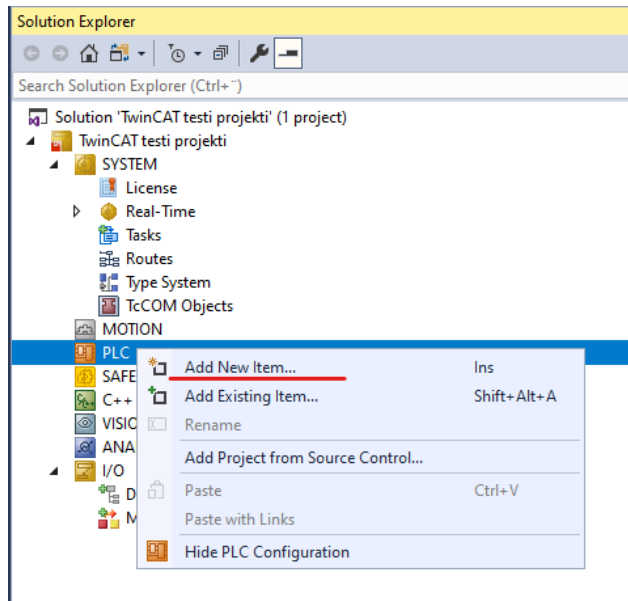 Solution Explorer
Search Solution Explorer (Ctrl+¨)
Solution 'TwinCAT testi projekti' (1 project)
TwinCAT testi projekti
SYSTEM
License
Real-Time
Tasks
Routes
Type System
TcCOM Objects
MOTION
PLC
Add New Item... Ins
SAFE
Add Existing Item... Shift+Alt+A
C++
Rename
VISIO
ANA
Add Project from Source Control...
I/O
Paste Ctrl+V
D
Paste with Links
M
Hide PLC Configuration